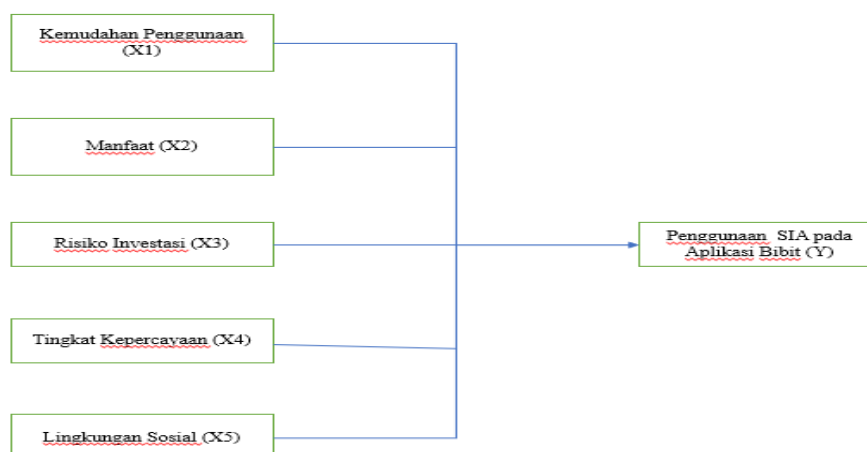 Kemudahan Penggunaan
(X1)
Manfaat (X2)
Risiko Investasi (X3)
Penggunaan SIA pada
Aplikasi Bibit (Y)
Tingkat Kepercayaan (X4)
Lingkungan Sosial (X5)